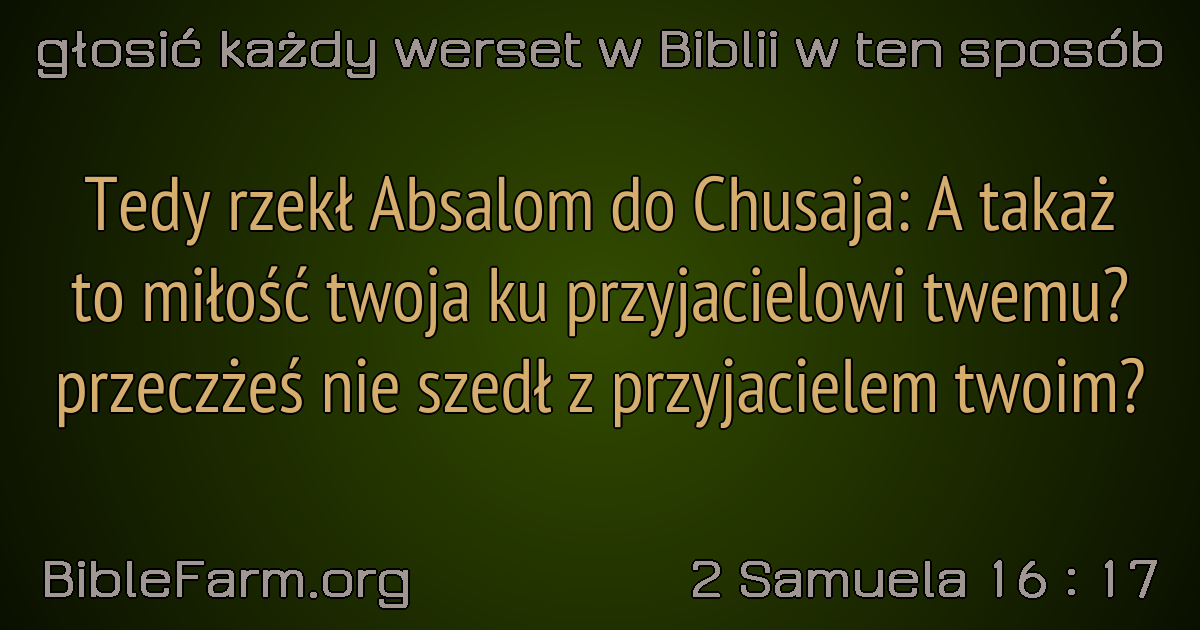 głosić każdy werset w Biblii w ten sposób
Tedy rzekł Absalom do Chusaja: A takaż
to miłość twoja ku przyjacielowi twemu?
przeczżeś nie szedł z przyjacielem twoim?
BibleFarm.org
2 Samuela 16 : 17